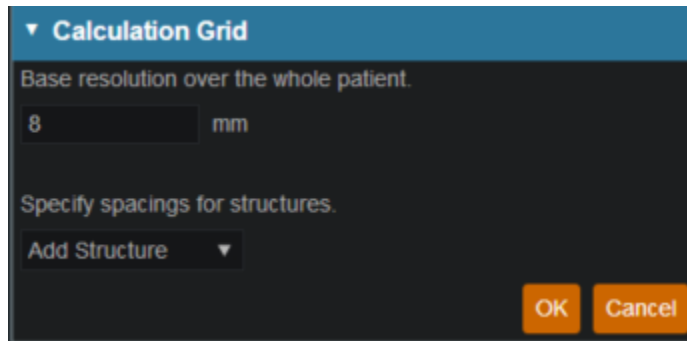 Calculation Grid
Base resolution over the whole patient.
8 mm
Specify spacings for structures.
Add Structure
OK Cancel